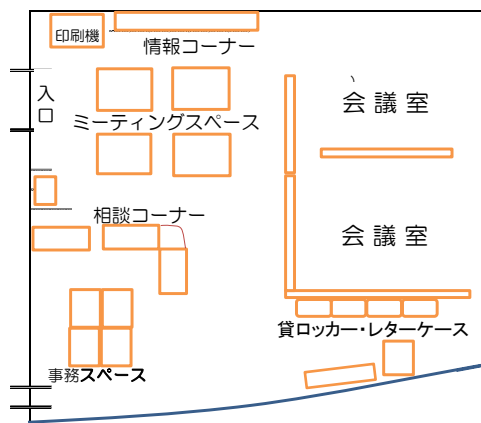 印刷機
情報コーナー
入口
会 議 室
ミーティングスペース
相談コーナー
会 議 室
貸ロッカー・レターケース
事務スペース